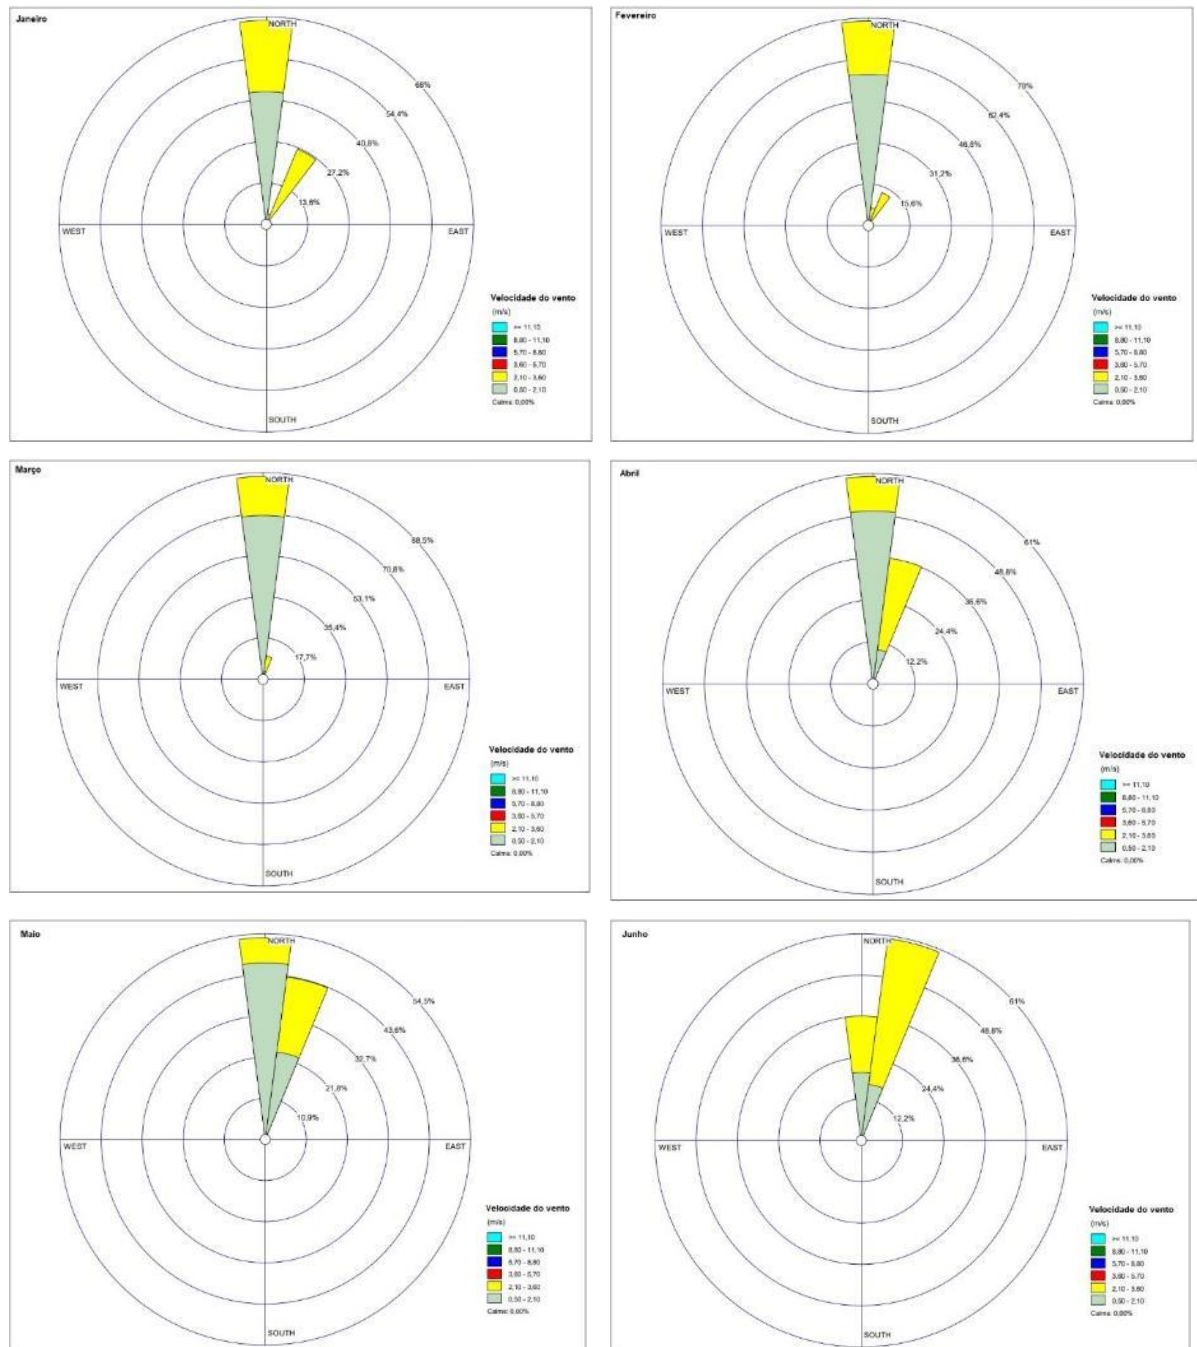 Janeiro
NORTH
68%
54,4%
40,8%
27,2%
13,6%
WEST
EAST
SOUTH
Velocidade do vento
(m/s)
>= 11,10
8,80 - 11,10
5,70 - 8,80
3,60 - 5,70
2,10 - 3,60
0,50 - 2,10
Calms: 0,00%
Fevereiro
NORTH
78%
62,4%
46,8%
31,2%
15,6%
WEST
EAST
SOUTH
Velocidade do vento
(m/s)
>= 11,10
8,80 - 11,10
5,70 - 8,80
3,60 - 5,70
2,10 - 3,60
0,50 - 2,10
Calms: 0,00%
Março
NORTH
88,5%
70,8%
53,1%
35,4%
17,7%
WEST
EAST
SOUTH
Velocidade do vento
(m/s)
>= 11,10
8,80 - 11,10
5,70 - 8,80
3,60 - 5,70
2,10 - 3,60
0,50 - 2,10
Calms: 0,00%
Abril
NORTH
61%
48,8%
36,6%
24,4%
12,2%
WEST
EAST
SOUTH
Velocidade do vento
(m/s)
>= 11,10
8,80 - 11,10
5,70 - 8,80
3,60 - 5,70
2,10 - 3,60
0,50 - 2,10
Calms: 0,00%
Maio
NORTH
54,5%
43,6%
32,7%
21,8%
10,9%
WEST
EAST
SOUTH
Velocidade do vento
(m/s)
>= 11,10
8,80 - 11,10
5,70 - 8,80
3,60 - 5,70
2,10 - 3,60
0,50 - 2,10
Calms: 0,00%
Junho
NORTH
61%
48,8%
36,6%
24,4%
12,2%
WEST
EAST
SOUTH
Velocidade do vento
(m/s)
>= 11,10
8,80 - 11,10
5,70 - 8,80
3,60 - 5,70
2,10 - 3,60
0,50 - 2,10
Calms: 0,00%